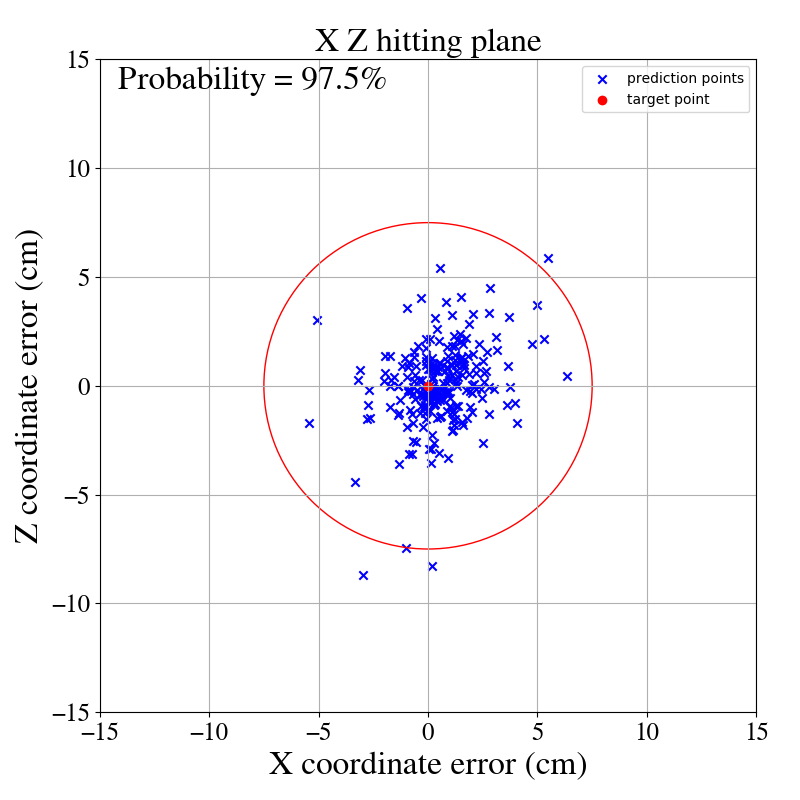 X Z hitting plane
Probability = 97.5%
prediction points
target point
15
10
5
0
−5
−10
−15
Z coordinate error (cm)
−15 −10 −5 0 5 10 15
X coordinate error (cm)